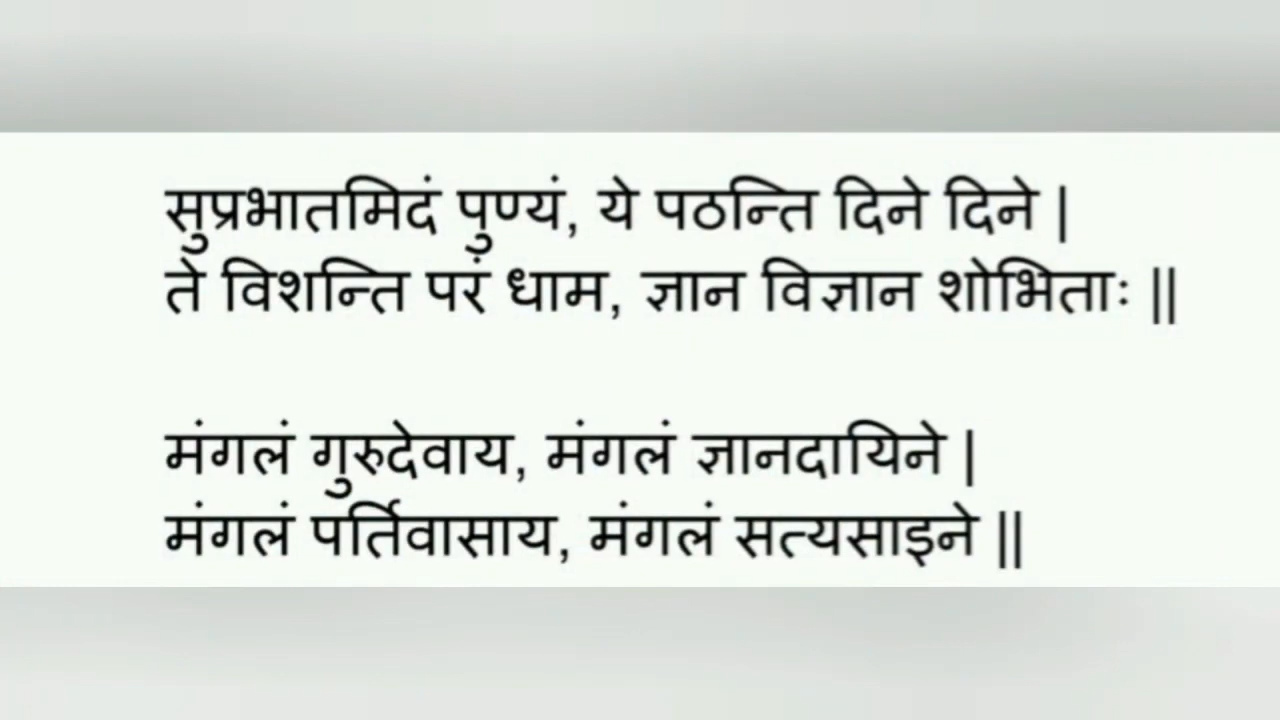 सुप्रभातमिदं पुण्यं, ये पठन्ति दिने दिने |
ते विशन्ति परं धाम, ज्ञान विज्ञान शोभिताः ||
मंगलं गुरुदेवाय, मंगलं ज्ञानदायिने |
मंगलं पर्तिवासाय, मंगलं सत्यसाइने ||